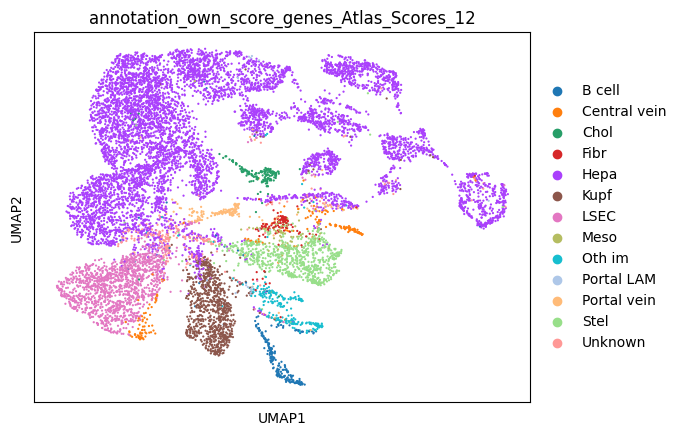 annotation_own_score_genes_Atlas_Scores_12
UMAP2
UMAP1
B cell
Central vein
Chol
Fibr
Hepa
Kupf
LSEC
Meso
Oth im
Portal LAM
Portal vein
Stel
Unknown